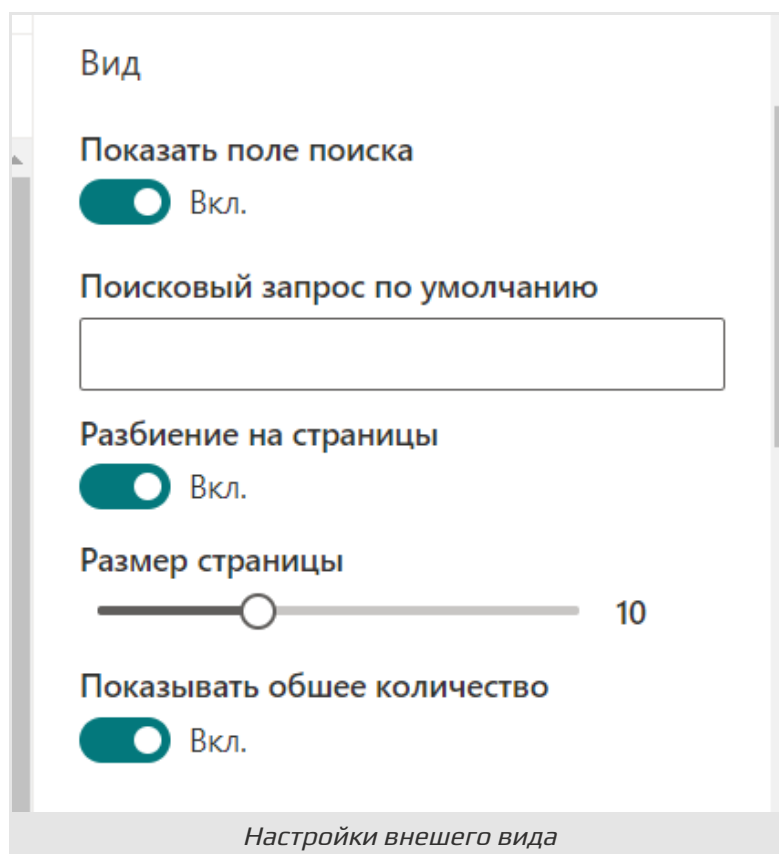 Вид
Показать поле поиска
Вкл.
Поисковый запрос по умолчанию
Разбиение на страницы
Вкл.
Размер страницы
10
Показывать обшее количество
Вкл.
Настройки внешего вида